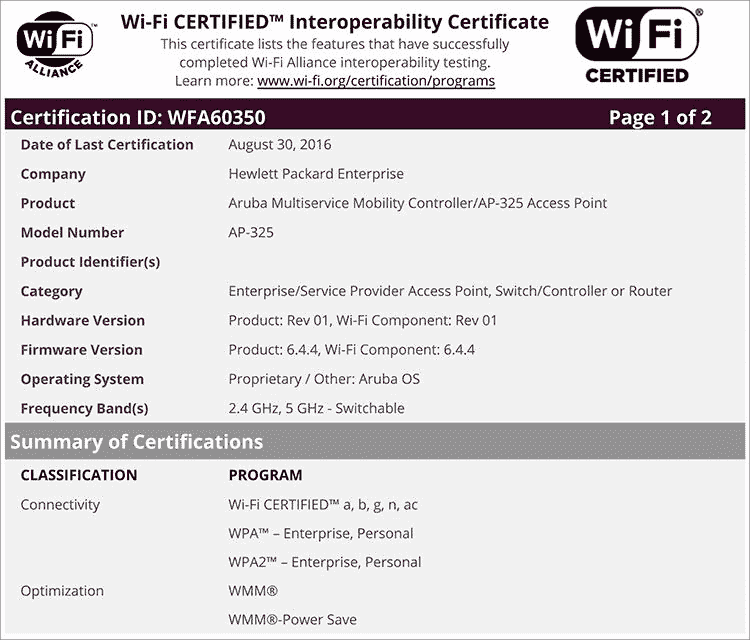 Wi-Fi CERTIFIED™ Interoperability Certificate
This certificate lists the features that have successfully
completed Wi-Fi Alliance interoperability testing.
Learn more: www.wi-fi.org/certification/programs
Wi Fi™
ALLIANCE
Wi Fi®
CERTIFIED
Certification ID: WFA60350 Page 1 of 2
Date of Last Certification August 30, 2016
Company Hewlett Packard Enterprise
Product Aruba Multiservice Mobility Controller/AP-325 Access Point
Model Number AP-325
Product Identifier(s)
Category Enterprise/Service Provider Access Point, Switch/Controller or Router
Hardware Version Product: Rev 01, Wi-Fi Component: Rev 01
Firmware Version Product: 6.4.4, Wi-Fi Component: 6.4.4
Operating System Proprietary / Other: Aruba OS
Frequency Band(s) 2.4 GHz, 5 GHz - Switchable
Summary of Certifications
CLASSIFICATION PROGRAM
Connectivity Wi-Fi CERTIFIED™ a, b, g, n, ac
WPA™ – Enterprise, Personal
WPA2™ – Enterprise, Personal
Optimization WMM®
WMM®-Power Save